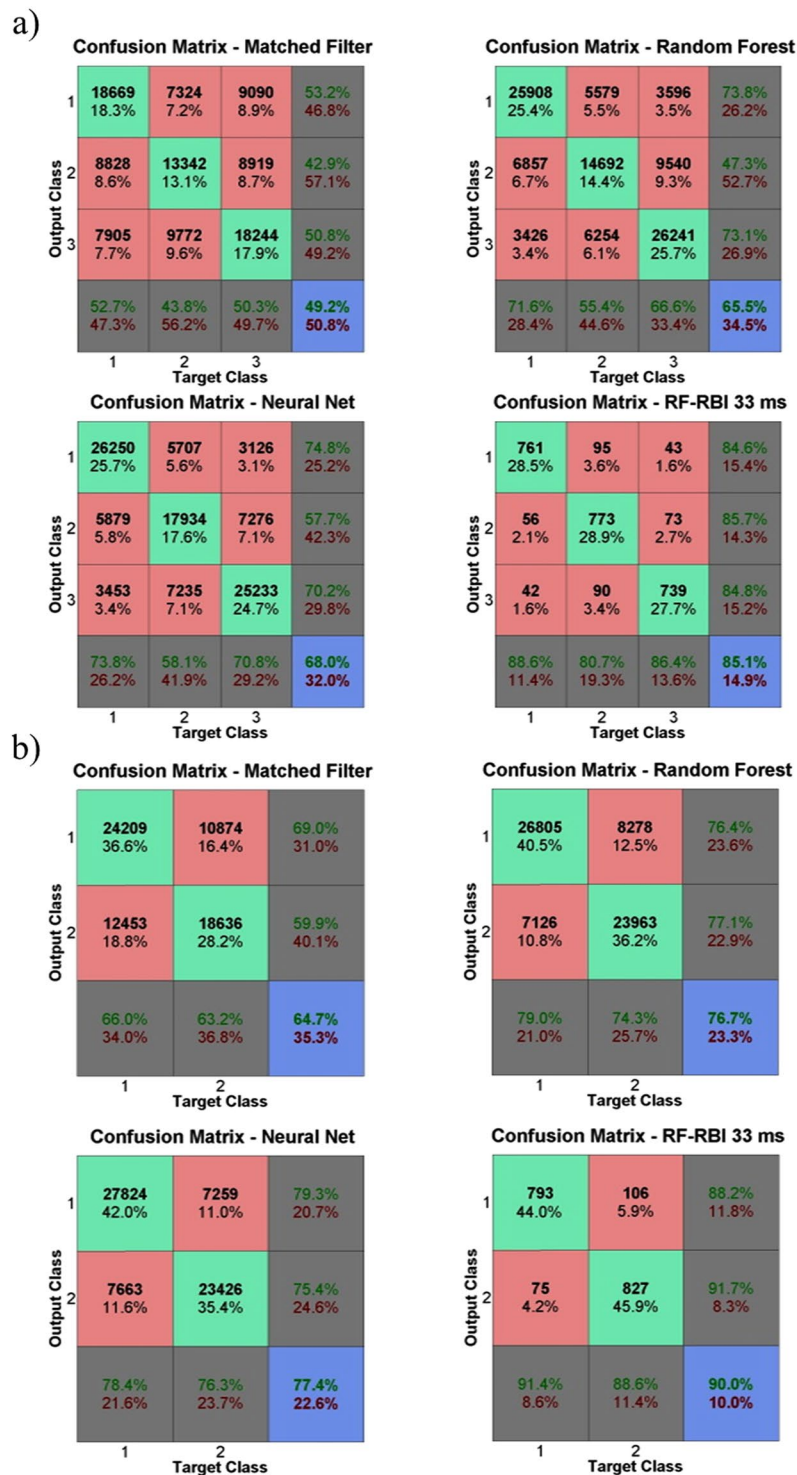 a)
Confusion Matrix - Matched Filter
18669 7324 9090 53.2%
1
18.3% 7.2% 8.9% 46.8%
8828 13342 8919 42.9%
2
8.6% 13.1% 8.7% 57.1%
7905 9772 18244 50.8%
3
7.7% 9.6% 17.9% 49.2%
52.7% 43.8% 50.3% 49.2%
47.3% 56.2% 49.7% 50.8%
Output Class
1 2 3
Target Class
Confusion Matrix - Random Forest
25908 5579 3596 73.8%
1
25.4% 5.5% 3.5% 26.2%
6857 14692 9540 47.3%
2
6.7% 14.4% 9.3% 52.7%
3426 6254 26241 73.1%
3
3.4% 6.1% 25.7% 26.9%
71.6% 55.4% 66.6% 65.5%
28.4% 44.6% 33.4% 34.5%
Output Class
1 2 3
Target Class
Confusion Matrix - Neural Net
26250 5707 3126 74.8%
1
25.7% 5.6% 3.1% 25.2%
5879 17934 7276 57.7%
2
5.8% 17.6% 7.1% 42.3%
3453 7235 25233 70.2%
3
3.4% 7.1% 24.7% 29.8%
73.8% 58.1% 70.8% 68.0%
26.2% 41.9% 29.2% 32.0%
Output Class
1 2 3
Target Class
Confusion Matrix - RF-RBI 33 ms
761 95 43 84.6%
1
28.5% 3.6% 1.6% 15.4%
56 773 73 85.7%
2
2.1% 28.9% 2.7% 14.3%
42 90 739 84.8%
3
1.6% 3.4% 27.7% 15.2%
88.6% 80.7% 86.4% 85.1%
11.4% 19.3% 13.6% 14.9%
Output Class
1 2 3
Target Class
b)
Confusion Matrix - Matched Filter
24209 10874 69.0%
1
36.6% 16.4% 31.0%
12453 18636 59.9%
2
18.8% 28.2% 40.1%
66.0% 63.2% 64.7%
34.0% 36.8% 35.3%
Output Class
1 2
Target Class
Confusion Matrix - Random Forest
26805 8278 76.4%
1
40.5% 12.5% 23.6%
7126 23963 77.1%
2
10.8% 36.2% 22.9%
79.0% 74.3% 76.7%
21.0% 25.7% 23.3%
Output Class
1 2
Target Class
Confusion Matrix - Neural Net
27824 7259 79.3%
1
42.0% 11.0% 20.7%
7663 23426 75.4%
2
11.6% 35.4% 24.6%
78.4% 76.3% 77.4%
21.6% 23.7% 22.6%
Output Class
1 2
Target Class
Confusion Matrix - RF-RBI 33 ms
793 106 88.2%
1
44.0% 5.9% 11.8%
75 827 91.7%
2
4.2% 45.9% 8.3%
91.4% 88.6% 90.0%
8.6% 11.4% 10.0%
Output Class
1 2
Target Class